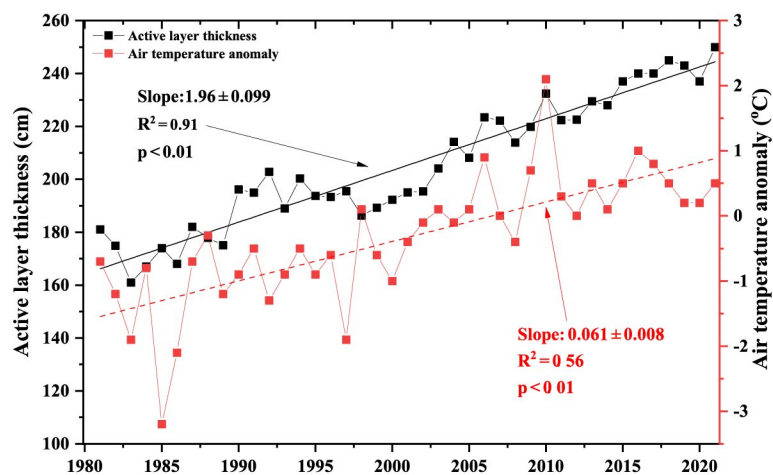 Active layer thickness
Air temperature anomaly
Slope:1.96±0.099
R²=0.91
p<0.01
Slope: 0.061±0.008
R²=0 56
p<0 01
Active layer thickness (cm)
260
240
220
200
180
160
140
120
100
Air temperature anomaly (ºC)
3
2
1
0
-1
-2
-3
1980 1985 1990 1995 2000 2005 2010 2015 2020